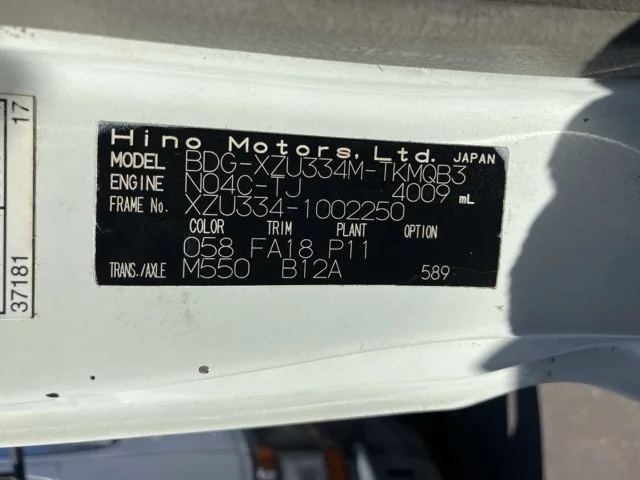 Hino Motors, Ltd. JAPAN
MODEL BDG-XZU334M-TKMQB3
ENGINE N04C-TJ 4009 mL
FRAME No. XZU334-1002250
COLOR TRIM PLANT OPTION
058 FA18 P11
TRANS./AXLE M550 B12A 589
37181 17